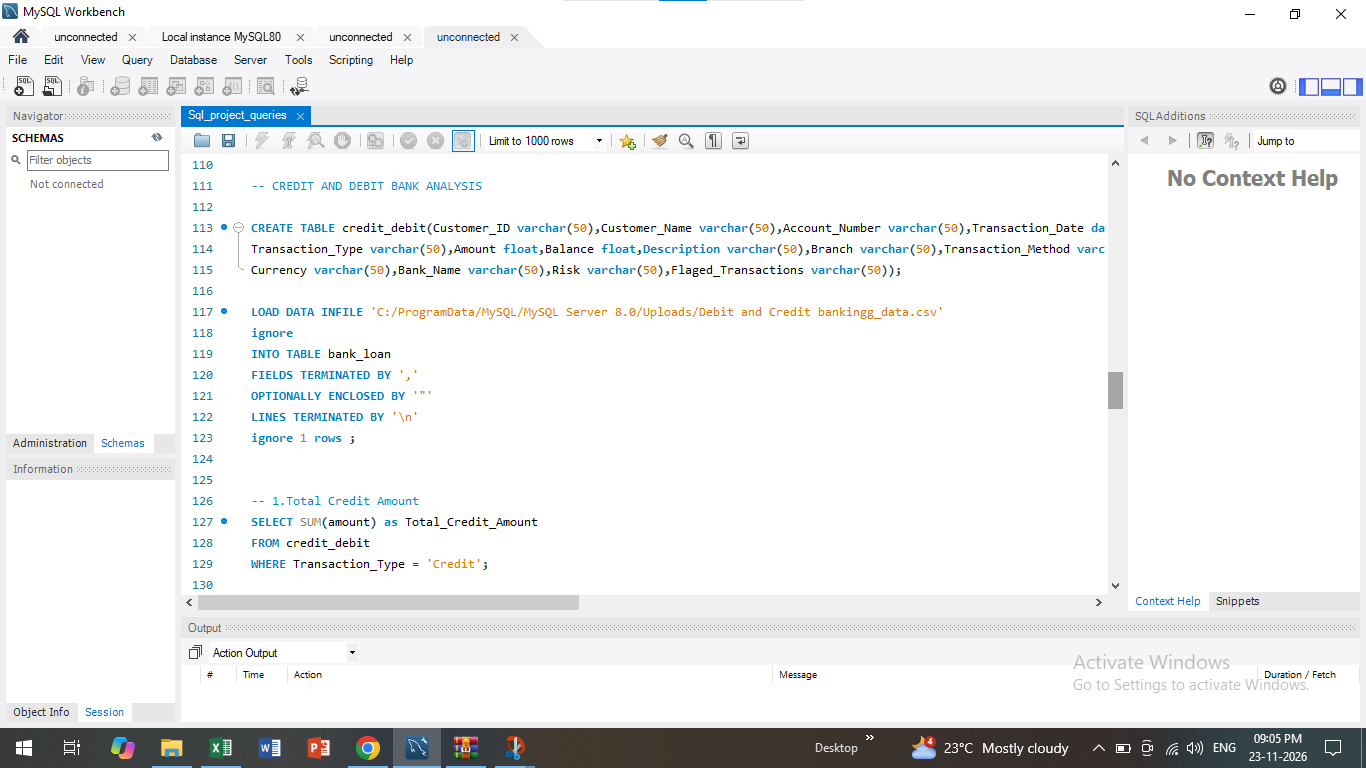 MySQL Workbench
unconnected
Local instance MySQL80
unconnected
unconnected
File Edit View Query Database Server Tools Scripting Help
Navigator
SCHEMAS
Filter objects
Not connected
Administration Schemas
Information
Object Info Session
Sql_project_queries
Limit to 1000 rows
110
111 -- CREDIT AND DEBIT BANK ANALYSIS
112
113 CREATE TABLE credit_debit(Customer_ID varchar(50),Customer_Name varchar(50),Account_Number varchar(50),Transaction_Date da
114 Transaction_Type varchar(50),Amount float,Balance float,Description varchar(50),Branch varchar(50),Transaction_Method varc
115 Currency varchar(50),Bank_Name varchar(50),Risk varchar(50),Flaged_Transactions varchar(50));
116
117 LOAD DATA INFILE 'C:/ProgramData/MySQL/MySQL Server 8.0/Uploads/Debit and Credit bankingg_data.csv'
118 ignore
119 INTO TABLE bank_loan
120 FIELDS TERMINATED BY ','
121 OPTIONALLY ENCLOSED BY '"'
122 LINES TERMINATED BY '\n'
123 ignore 1 rows ;
124
125
126 -- 1.Total Credit Amount
127 SELECT SUM(amount) as Total_Credit_Amount
128 FROM credit_debit
129 WHERE Transaction_Type = 'Credit';
130
SQLAdditions
Jump to
No Context Help
Context Help Snippets
Output
Action Output
# Time Action Message Duration / Fetch
Activate Windows
Go to Settings to activate Windows.
Desktop
4
23°C Mostly cloudy
ENG
09:05 PM
23-11-2026